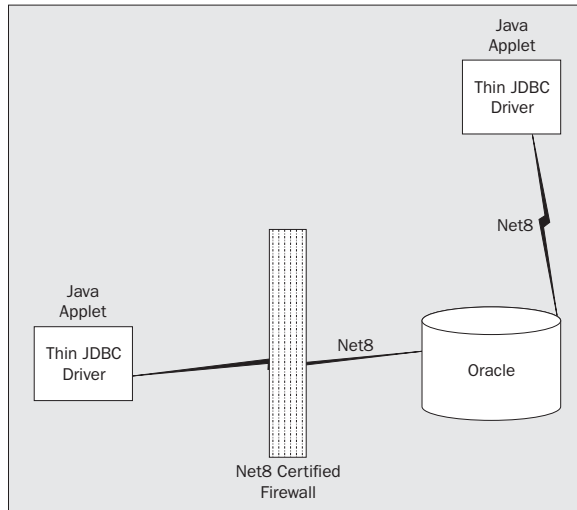 Java
Applet
Thin JDBC
Driver
Net8
Java
Applet
Thin JDBC
Driver
Net8
Oracle
Net8 Certified
Firewall